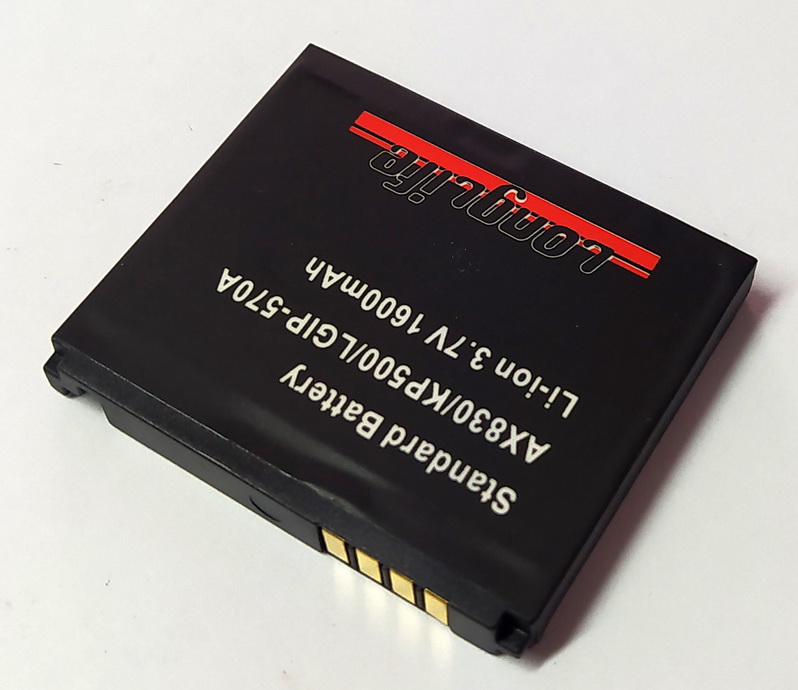 LongLife
Li-ion 3.7V 1600mAh
AX830/KP500/LGIP-570A
Standard Battery